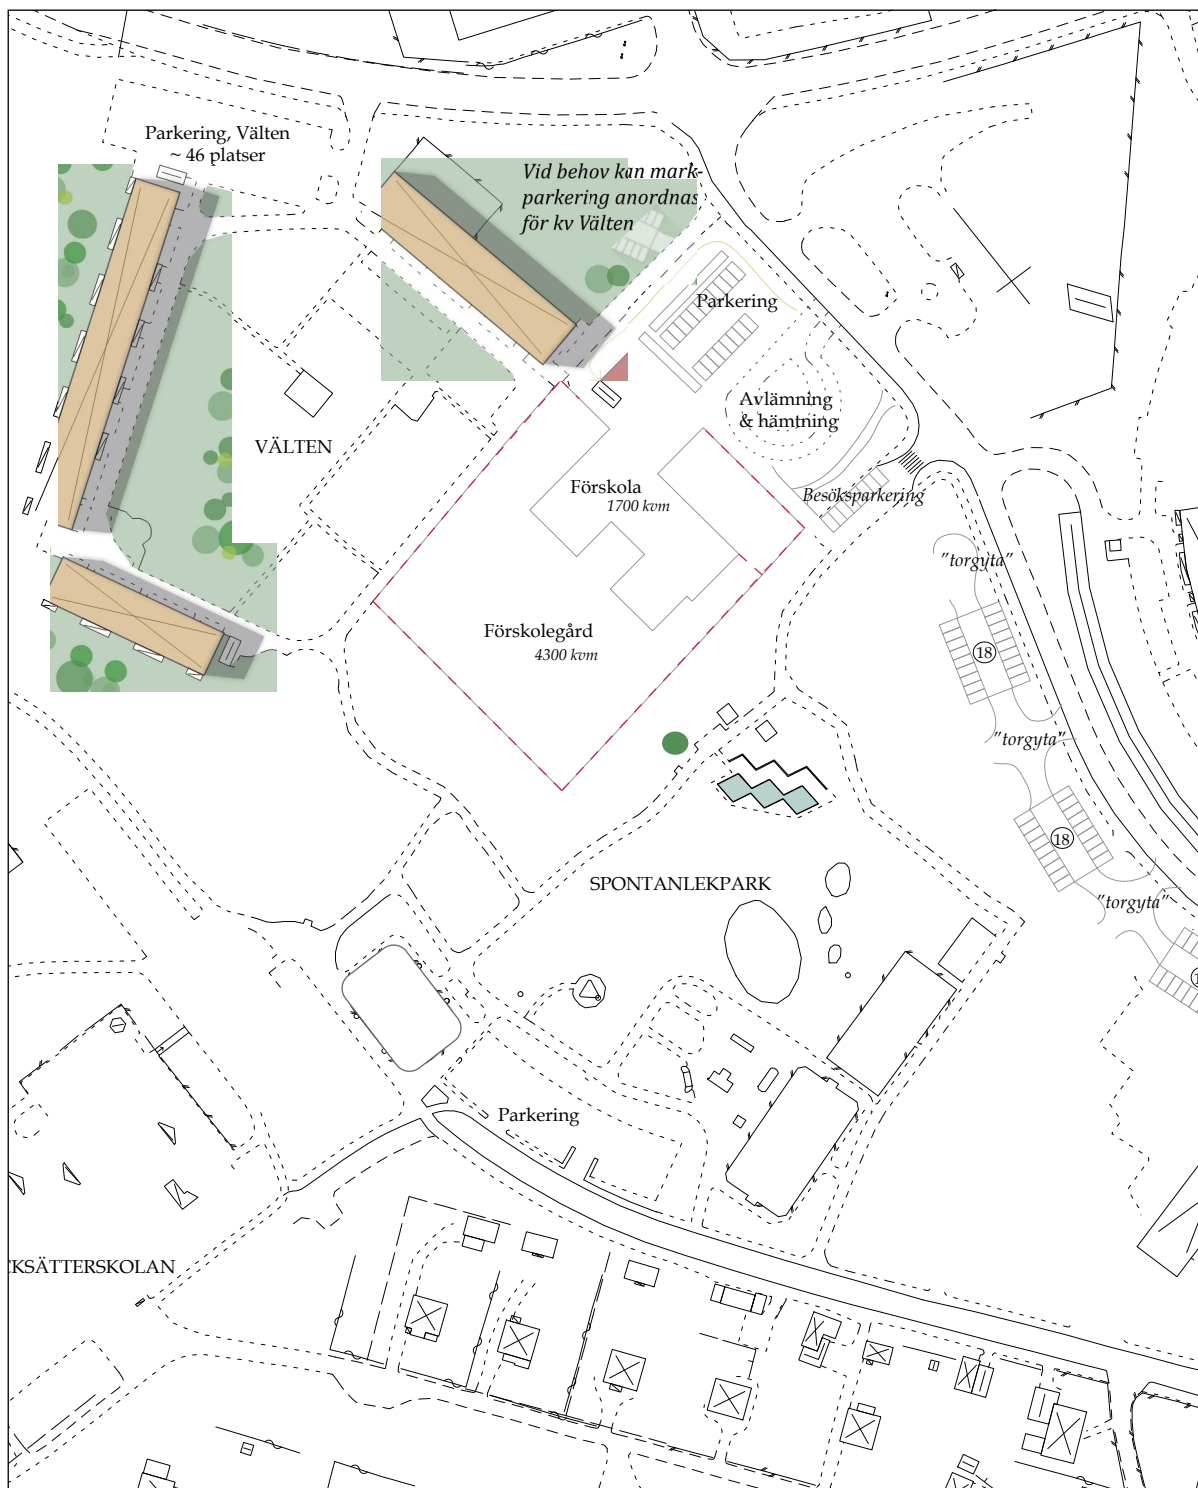 Parkering, Välten
~ 46 platser
Vid behov kan mark-
parkering anordnas
för kv Välten
Parkering
Avlämning
& hämtning
VÄLTEN
Förskola
1700 kvm
Besöksparkering
"torgyta"
Förskolegård
4300 kvm
18
"torgyta"
18
SPONTANLEKPARK
"torgyta"
Parkering
KSÄTTERSKOLAN